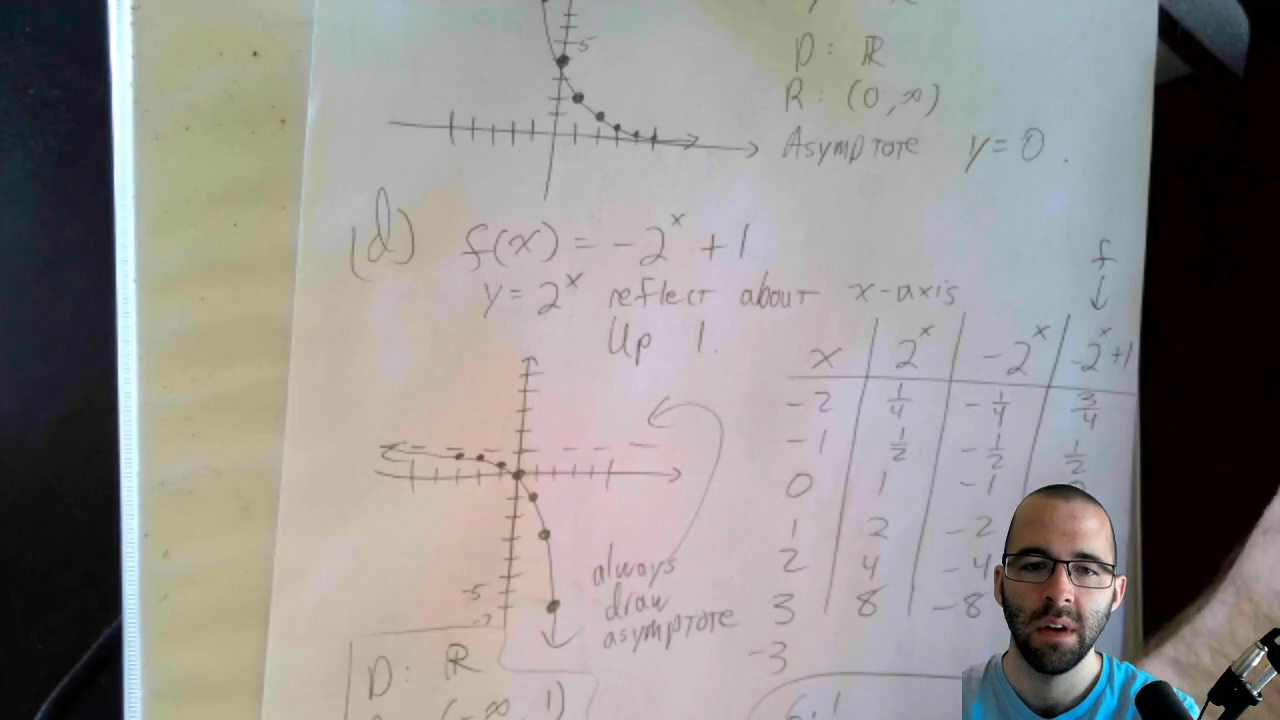 5
D: ℝ
R: (0,∞)
Asymptote y=0.
(d) f(x) = -2^x +1
y=2^x reflect about x-axis
Up 1.
f
↓
x 2^x -2^x -2^x+1
-2 1/4 -1/4 3/4
-1 1/2 -1/2 1/2
0 1 -1
1 2 -2
2 4 -4
3 8 -8
-3
always
draw
asymptote
-5
-7
D: ℝ
(-∞, 1)